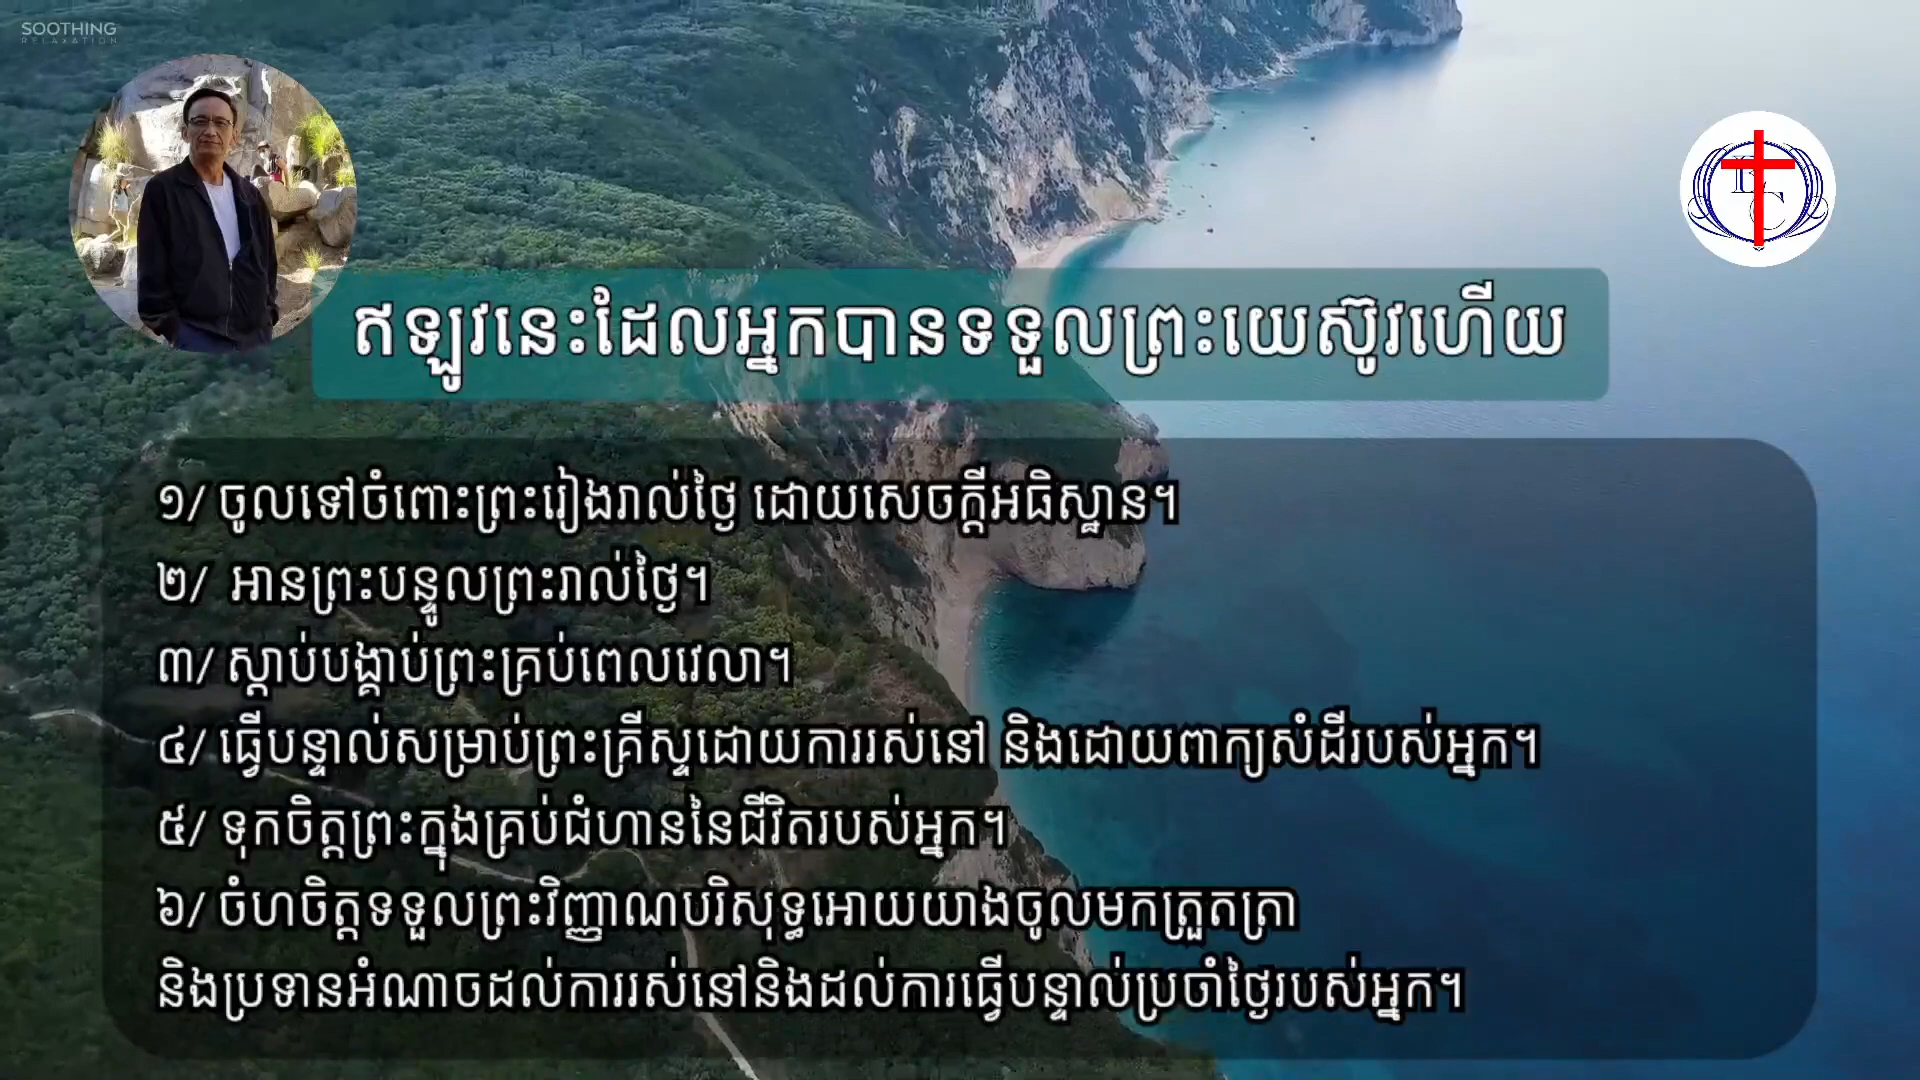 SOOTHING
RELAXATION
ឥឡូវនេះដែលអ្នកបានទទួលព្រះយេស៊ូវហើយ
១/ ចូលទៅចំពោះព្រះរៀងរាល់ថ្ងៃ ដោយសេចក្ដីអធិស្ឋាន។
២/ អានព្រះបន្ទូលព្រះរាល់ថ្ងៃ។
៣/ ស្ដាប់បង្គាប់ព្រះគ្រប់ពេលវេលា។
៤/ ធ្វើបន្ទាល់សម្រាប់ព្រះគ្រីស្ទដោយការរស់នៅ និងដោយពាក្យសំដីរបស់អ្នក។
៥/ ទុកចិត្តព្រះក្នុងគ្រប់ជំហាននៃជីវិតរបស់អ្នក។
៦/ ចំហចិត្តទទួលព្រះវិញ្ញាណបរិសុទ្ធអោយយាងចូលមកត្រួតត្រា
និងប្រទានអំណាចដល់ការរស់នៅនិងដល់ការធ្វើបន្ទាល់ប្រចាំថ្ងៃរបស់អ្នក។